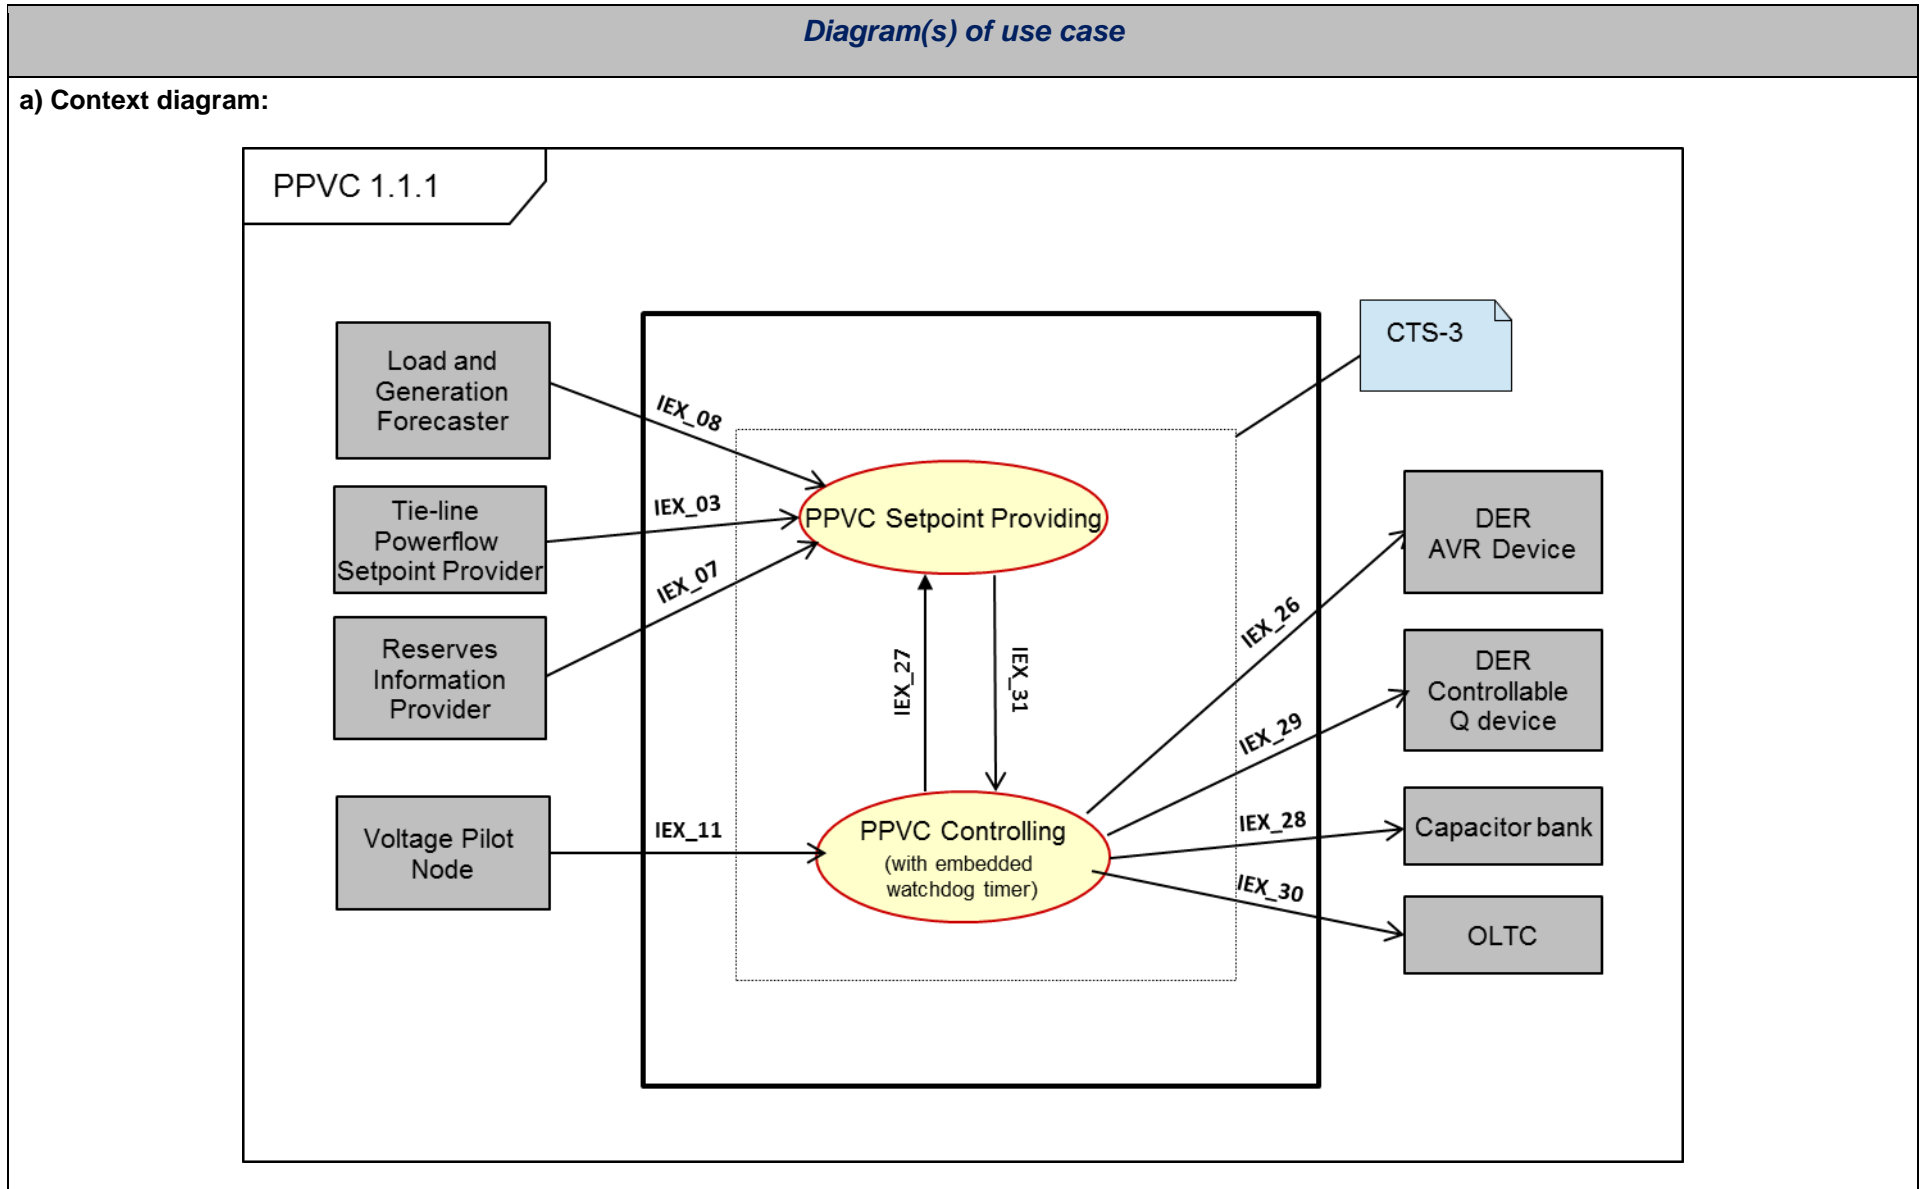 Diagram(s) of use case
a) Context diagram:
PPVC 1.1.1
CTS-3
Load and
Generation
Forecaster
IEX_08
Tie-line
Powerflow
Setpoint Provider
IEX_03
Reserves
Information
Provider
IEX_07
Voltage Pilot
Node
IEX_11
PPVC Setpoint Providing
IEX_27
IEX_31
PPVC Controlling
(with embedded
watchdog timer)
IEX_26
IEX_29
IEX_28
IEX_30
DER
AVR Device
DER
Controllable
Q device
Capacitor bank
OLTC